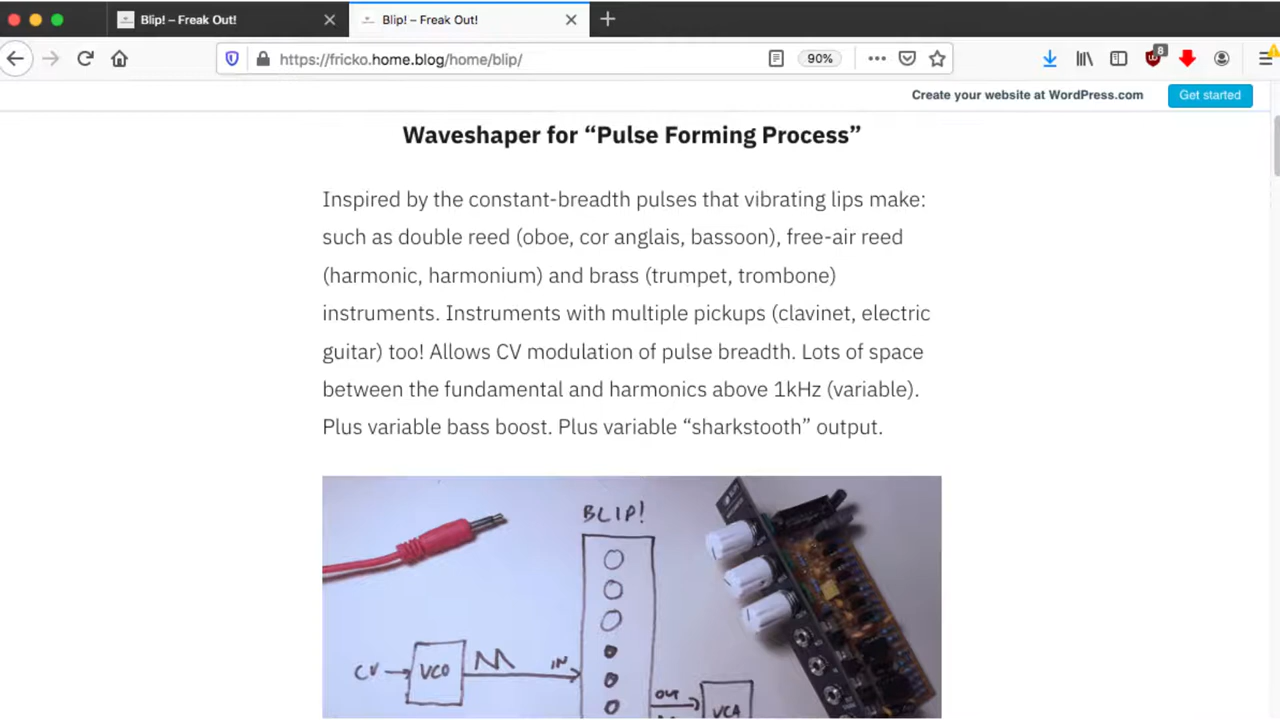 Blip! – Freak Out!
Blip! – Freak Out!
https://fricko.home.blog/home/blip/
90%
8
Create your website at WordPress.com
Get started
Waveshaper for “Pulse Forming Process”
Inspired by the constant-breadth pulses that vibrating lips make:
such as double reed (oboe, cor anglais, bassoon), free-air reed
(harmonic, harmonium) and brass (trumpet, trombone)
instruments. Instruments with multiple pickups (clavinet, electric
guitar) too! Allows CV modulation of pulse breadth. Lots of space
between the fundamental and harmonics above 1kHz (variable).
Plus variable bass boost. Plus variable “sharkstooth” output.
BLIP!
CV
VCO
IN
OUT
VCA